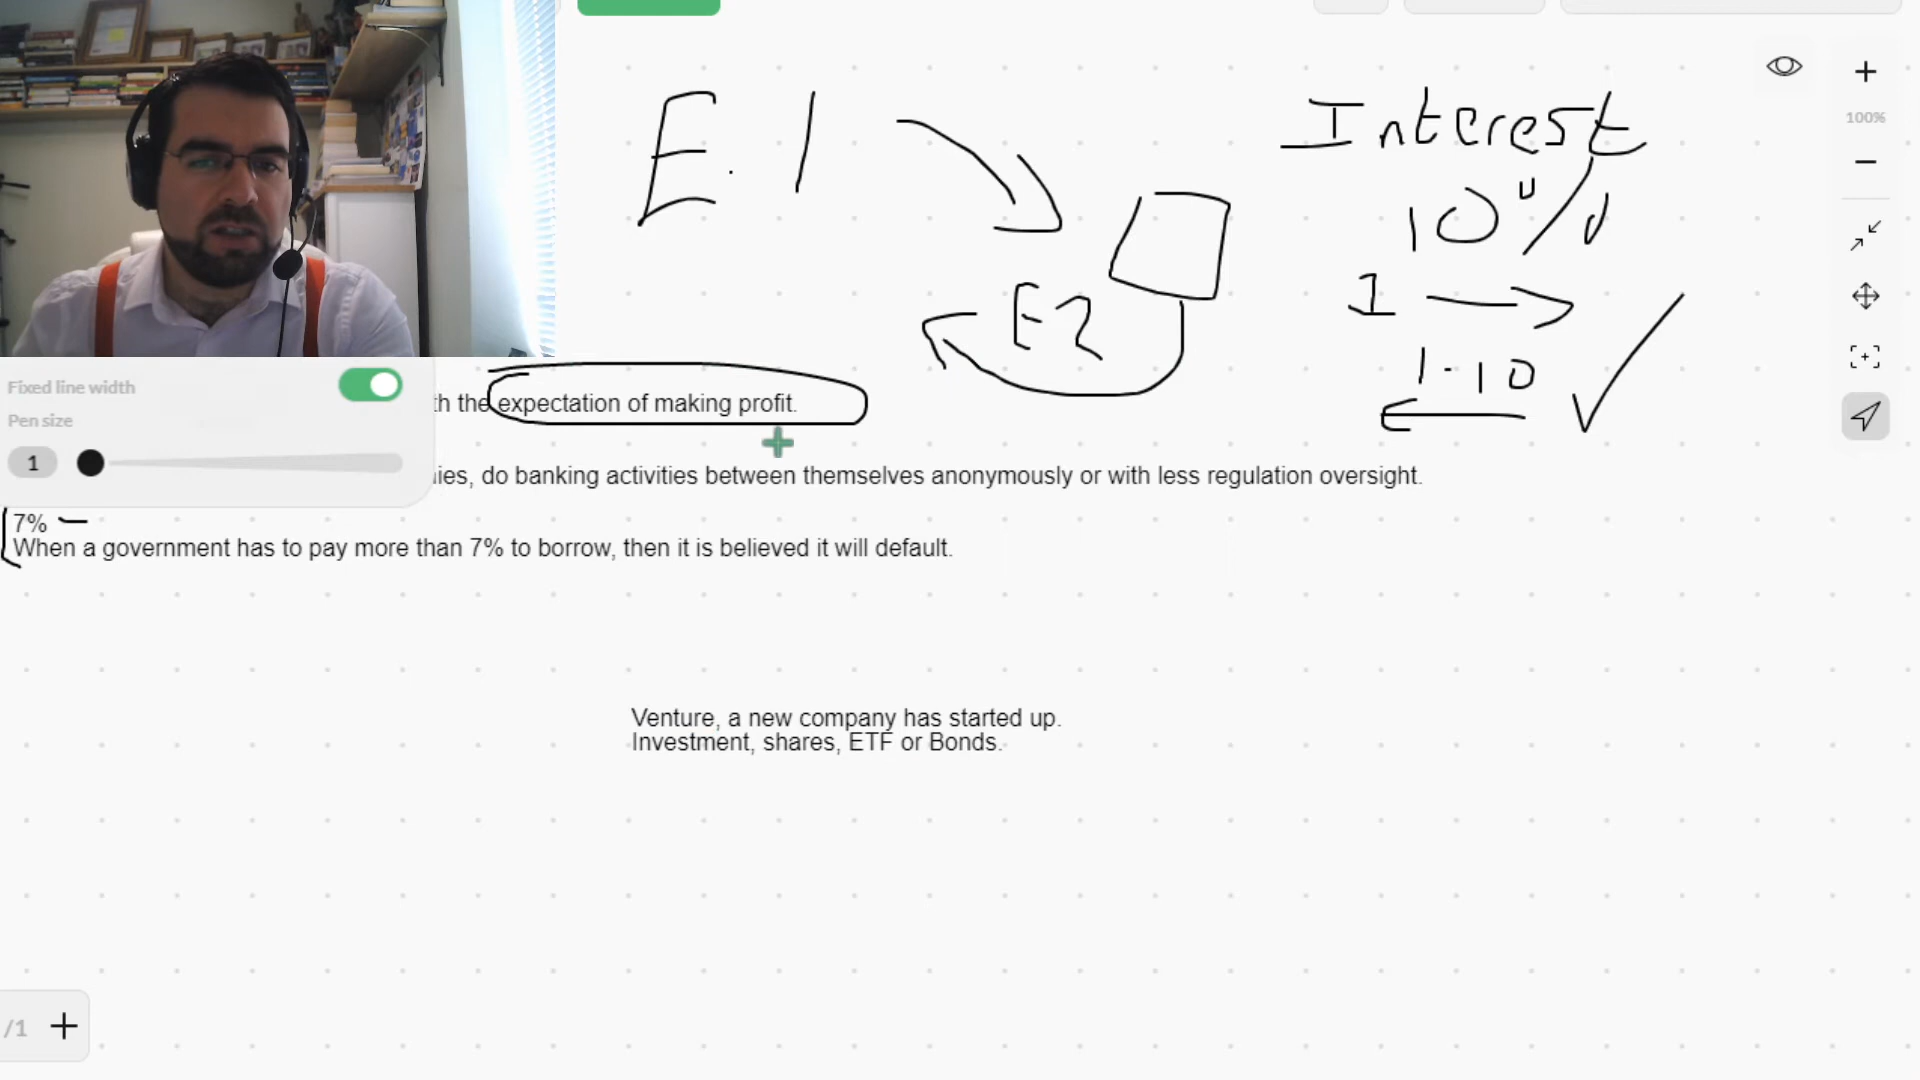 E. 1
Interest
10%
100%
1
E2
1.10
Fixed line width
Pen size
1
the expectation of making profit.
do banking activities between themselves anonymously or with less regulation oversight.
7%
When a government has to pay more than 7% to borrow, then it is believed it will default.
Venture, a new company has started up.
Investment, shares, ETF or Bonds.
/1 +